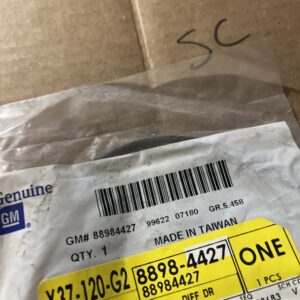 SC
Genuine
GM
GM# 88984427 99622 07180 GR.5.458
QTY. 1 MADE IN TAIWAN
X37-120-G2 8898-4427 ONE
88984427 1 PCS
DIFF DR